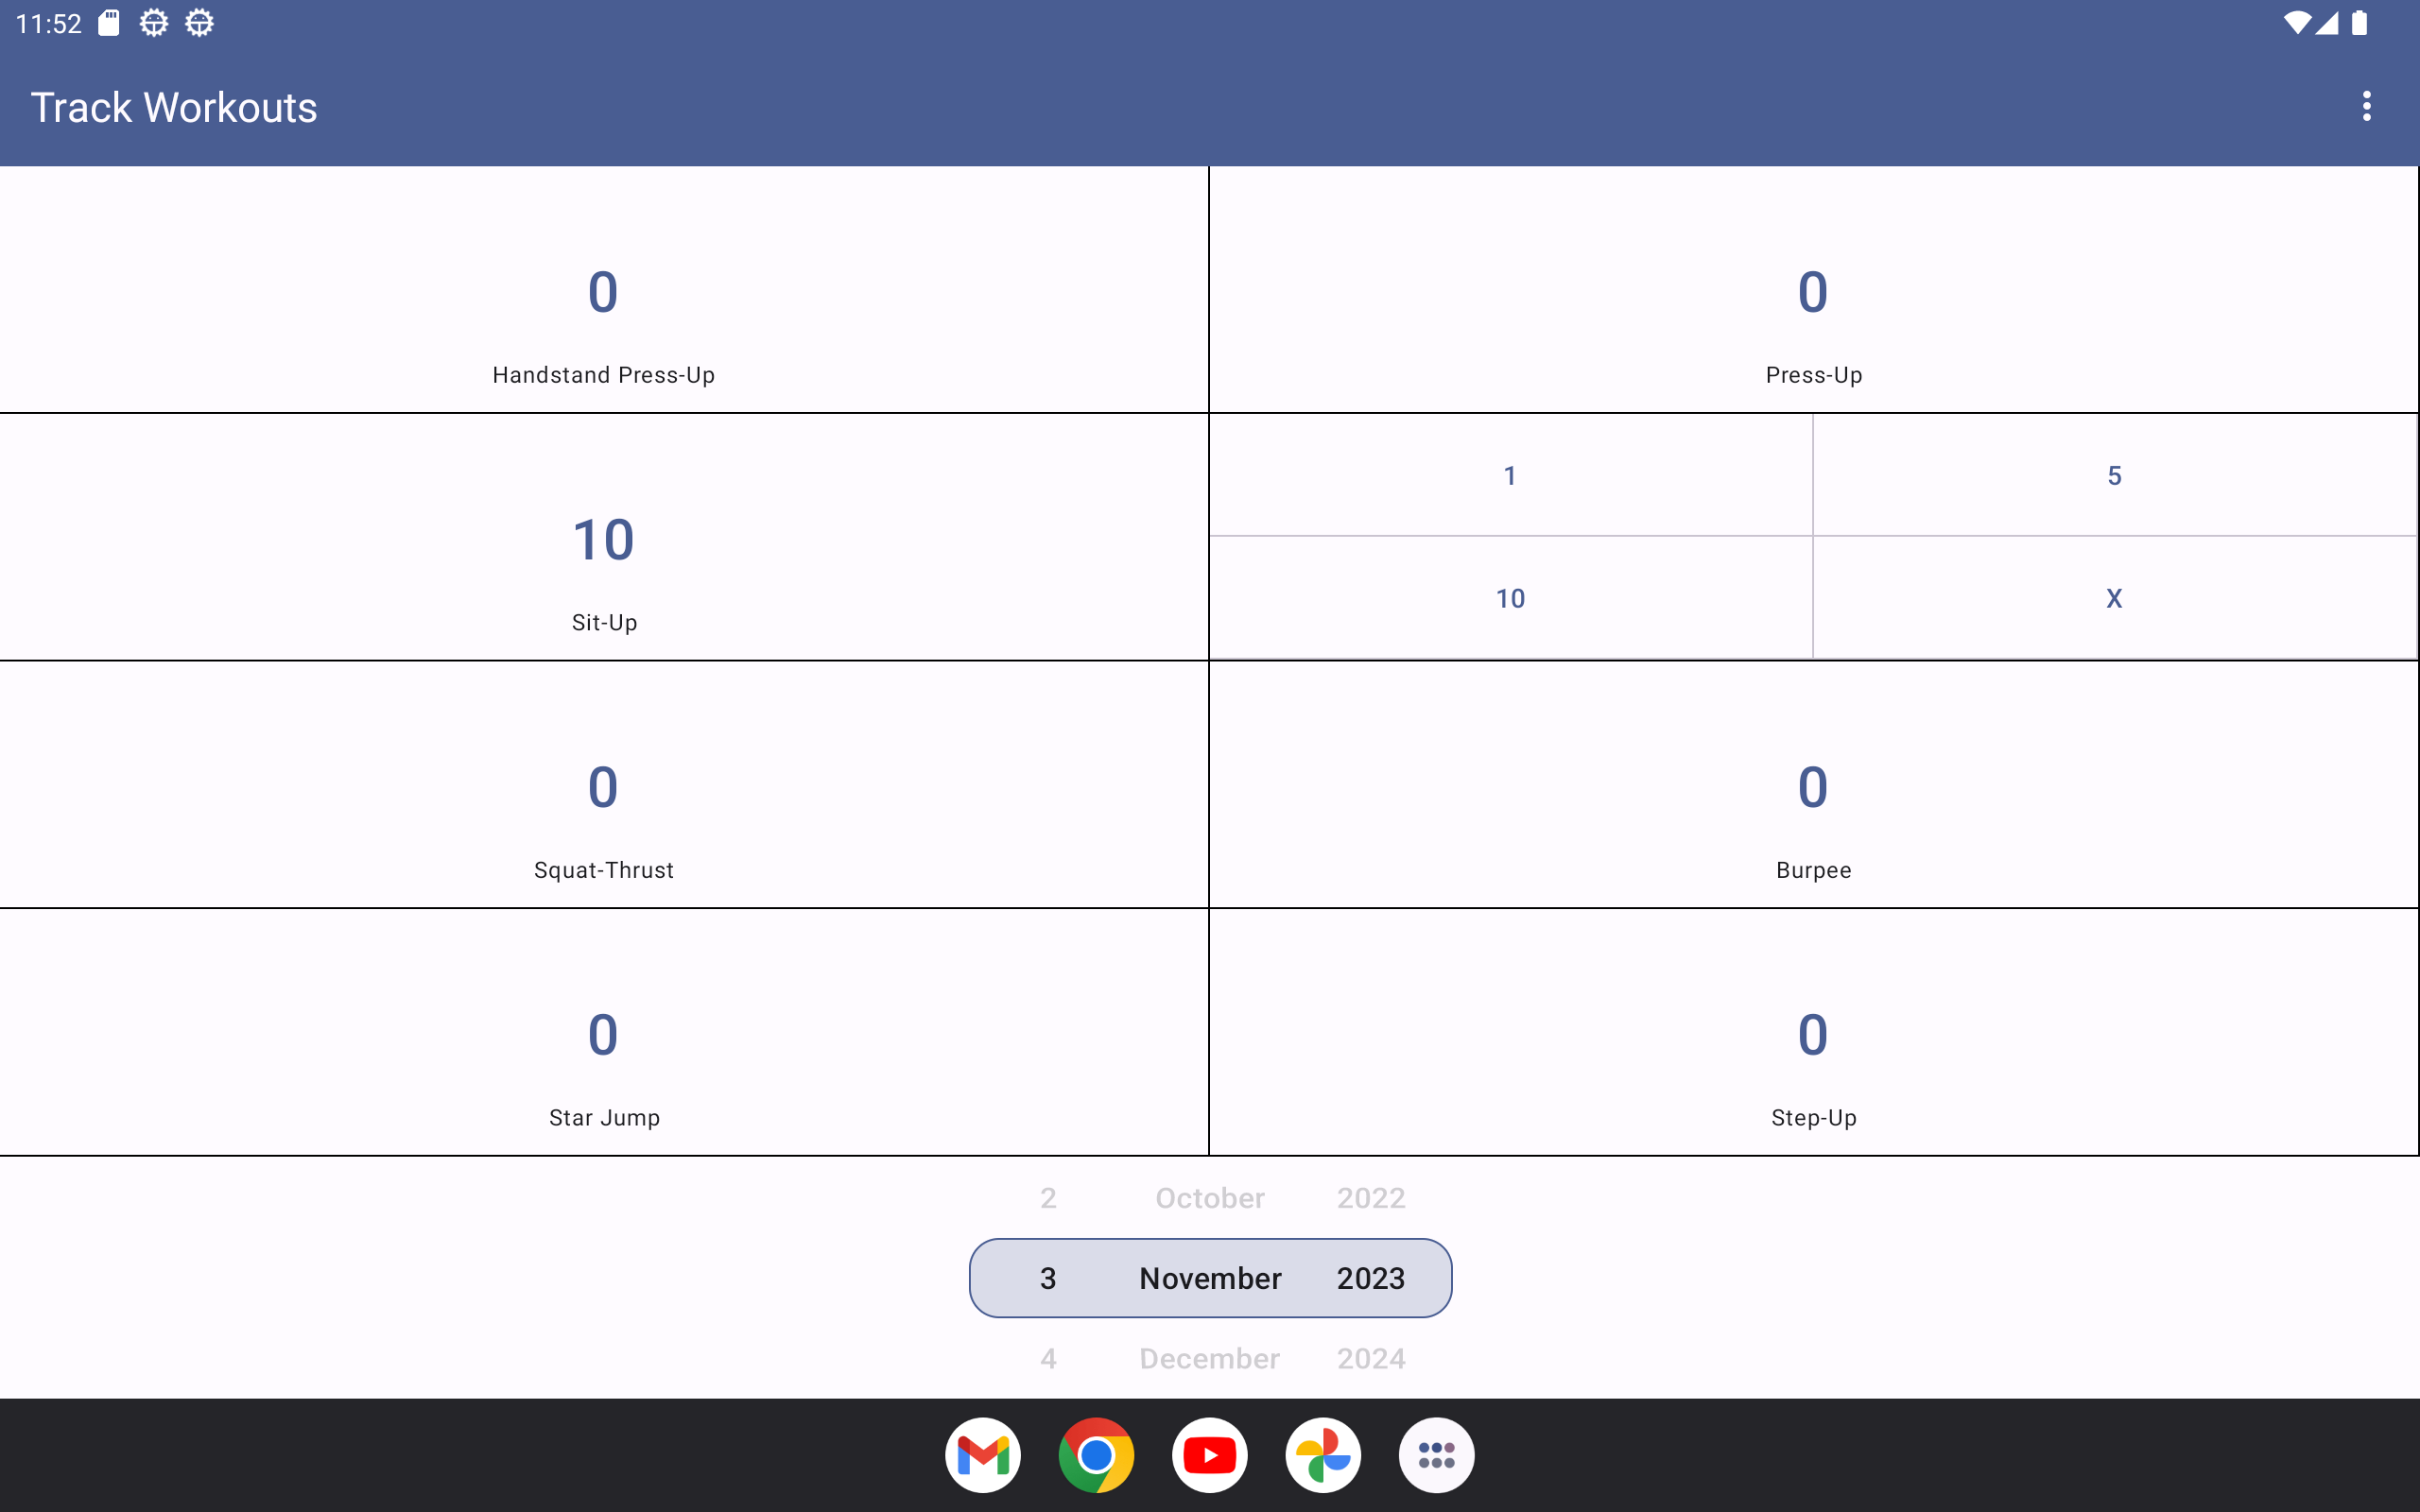 11:52
Track Workouts
0
Handstand Press-Up
0
Press-Up
10
Sit-Up
1
5
10
X
0
Squat-Thrust
0
Burpee
0
Star Jump
0
Step-Up
2 October 2022
3 November 2023
4 December 2024